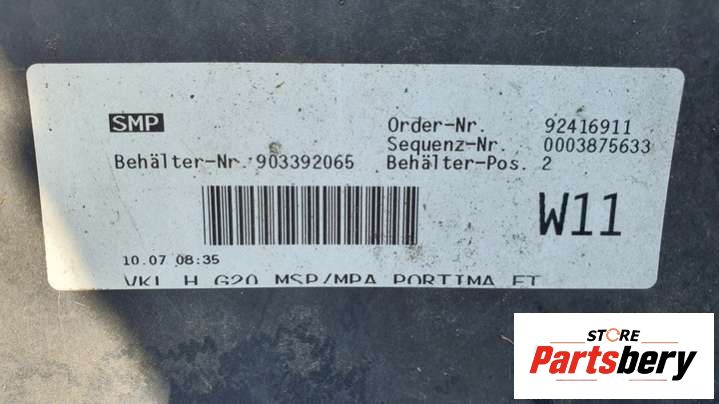 SMP
Order-Nr. 92416911
Sequenz-Nr. 0003875633
Behälter-Nr. 903392065 Behälter-Pos. 2
W11
10.07 08:35
VKL H G20 MSP/MPA PORTIMA ET
STORE
Partsbery